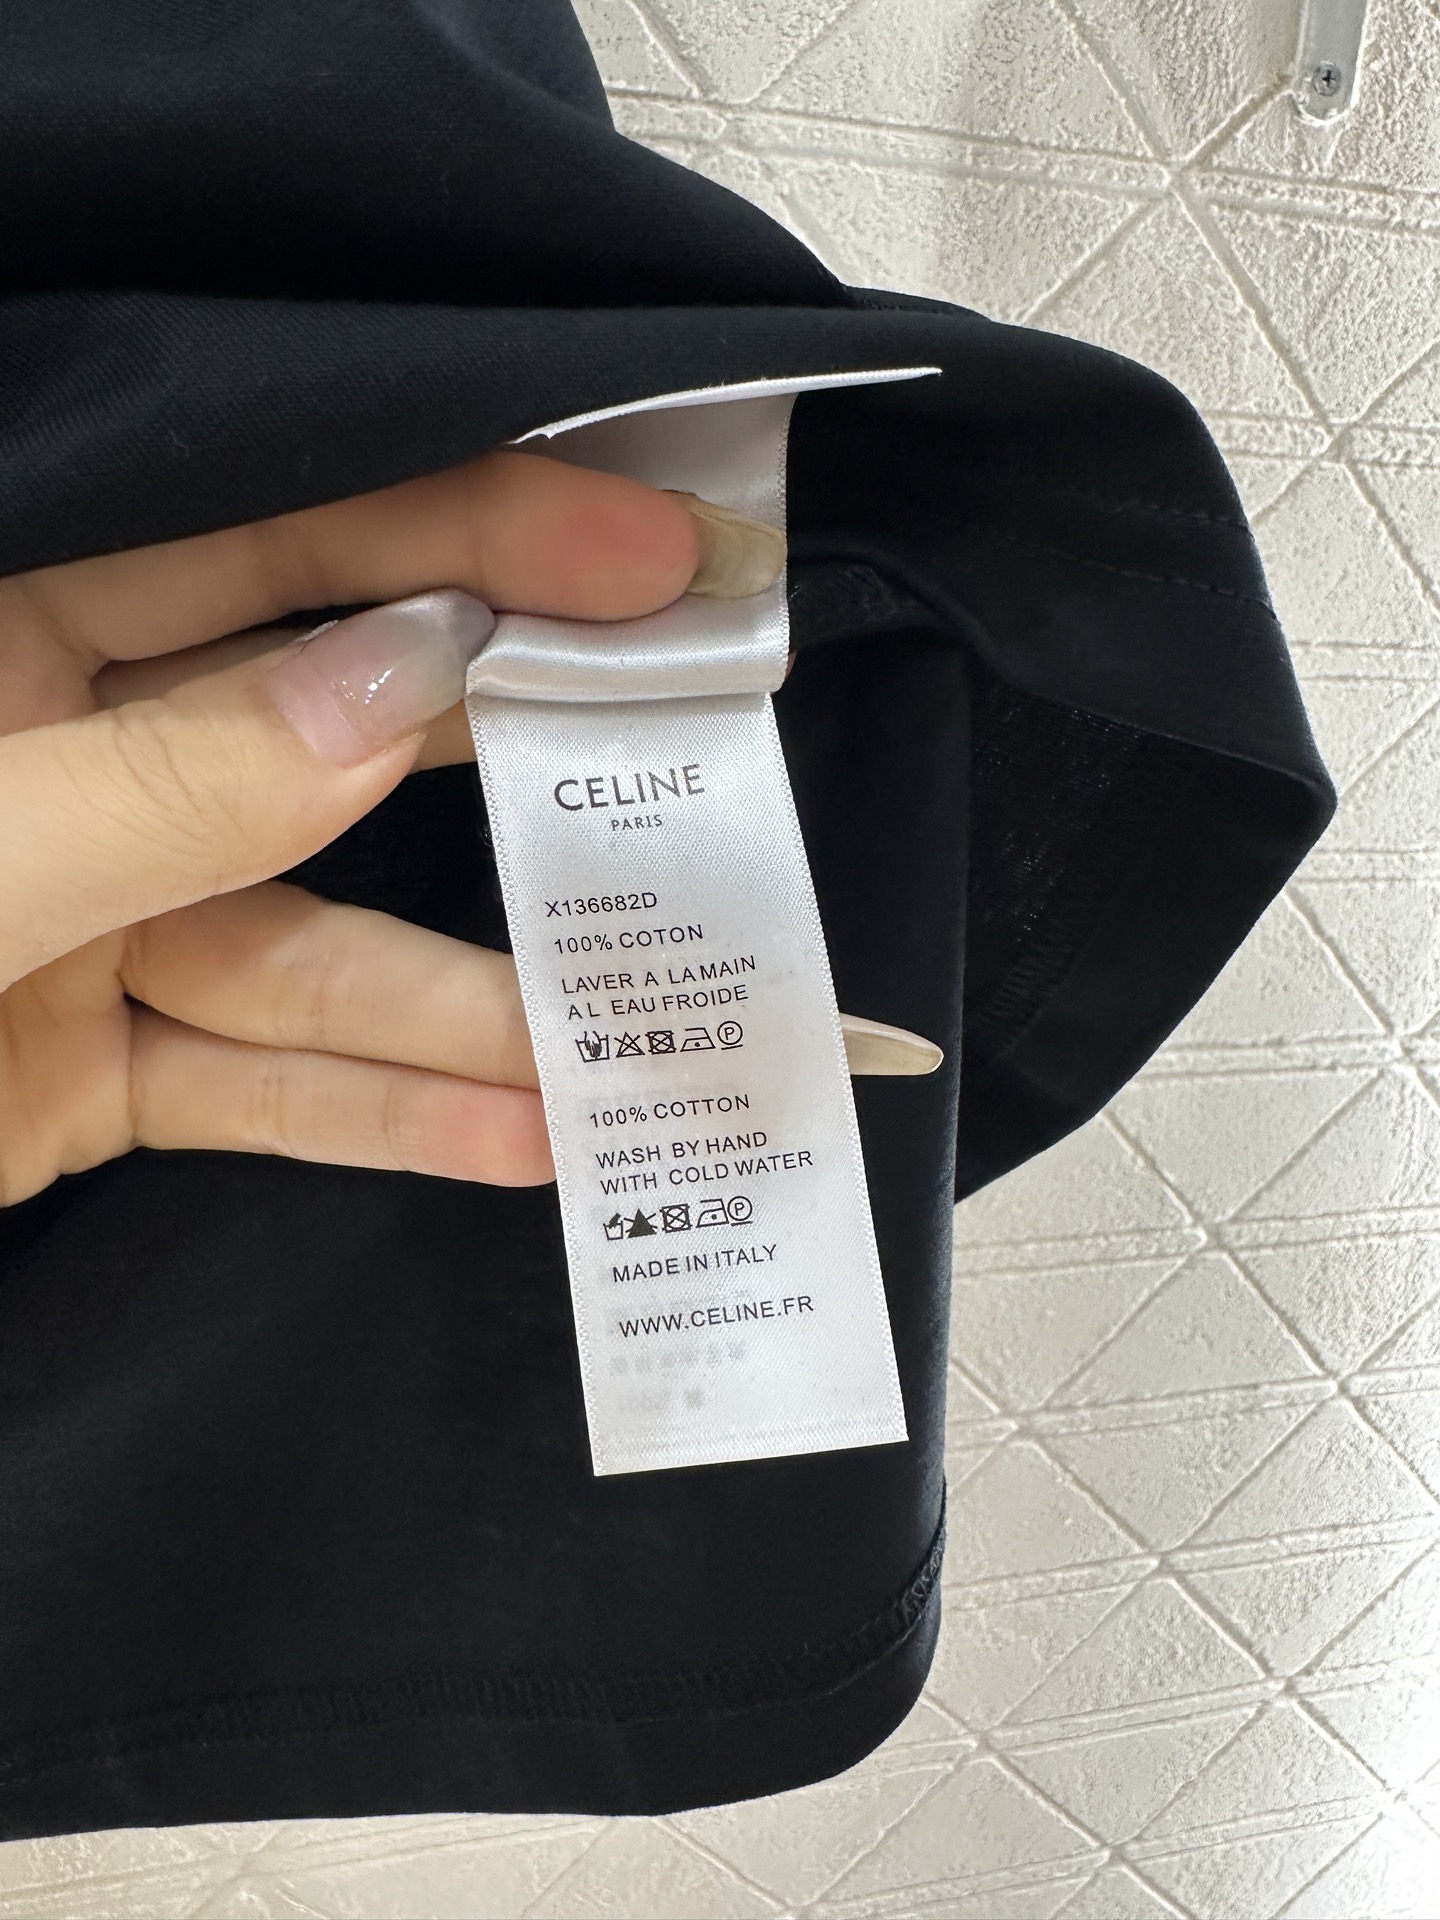 CELINE
PARIS
X136682D
100% COTON
LAVER A LA MAIN
A L EAU FROIDE
P
100% COTTON
WASH BY HAND
WITH COLD WATER
P
MADE IN ITALY
WWW.CELINE.FR